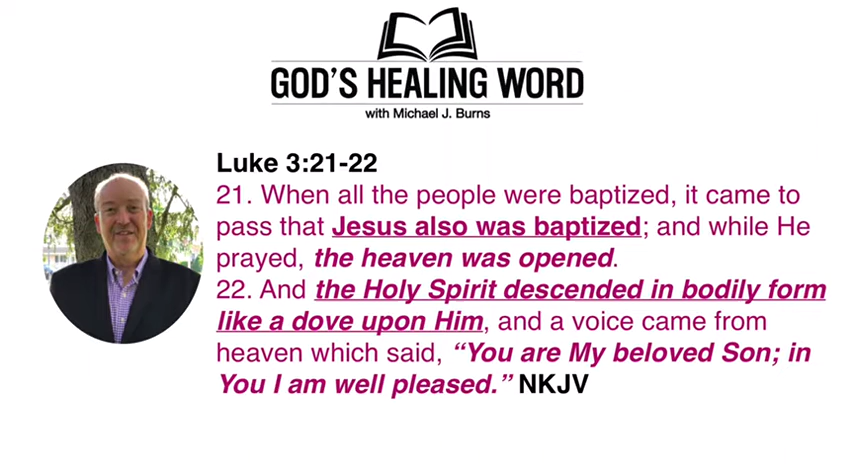 GOD'S HEALING WORD
with Michael J. Burns
Luke 3:21-22
21. When all the people were baptized, it came to
pass that Jesus also was baptized; and while He
prayed, the heaven was opened.
22. And the Holy Spirit descended in bodily form
like a dove upon Him, and a voice came from
heaven which said, “You are My beloved Son; in
You I am well pleased.” NKJV